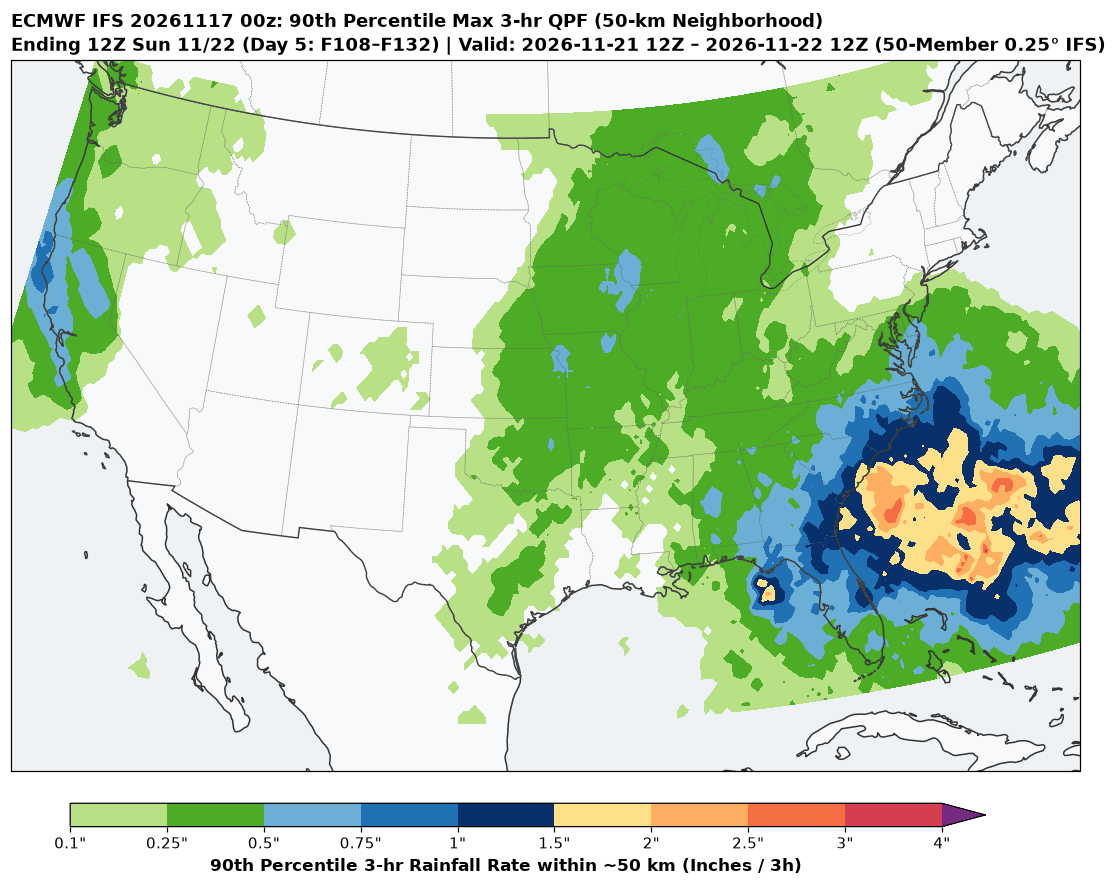 ECMWF IFS 20261117 00z: 90th Percentile Max 3-hr QPF (50-km Neighborhood)
Ending 12Z Sun 11/22 (Day 5: F108–F132) | Valid: 2026-11-21 12Z – 2026-11-22 12Z (50-Member 0.25° IFS)
0.1" 0.25" 0.5" 0.75" 1" 1.5" 2" 2.5" 3" 4"
90th Percentile 3-hr Rainfall Rate within ~50 km (Inches / 3h)